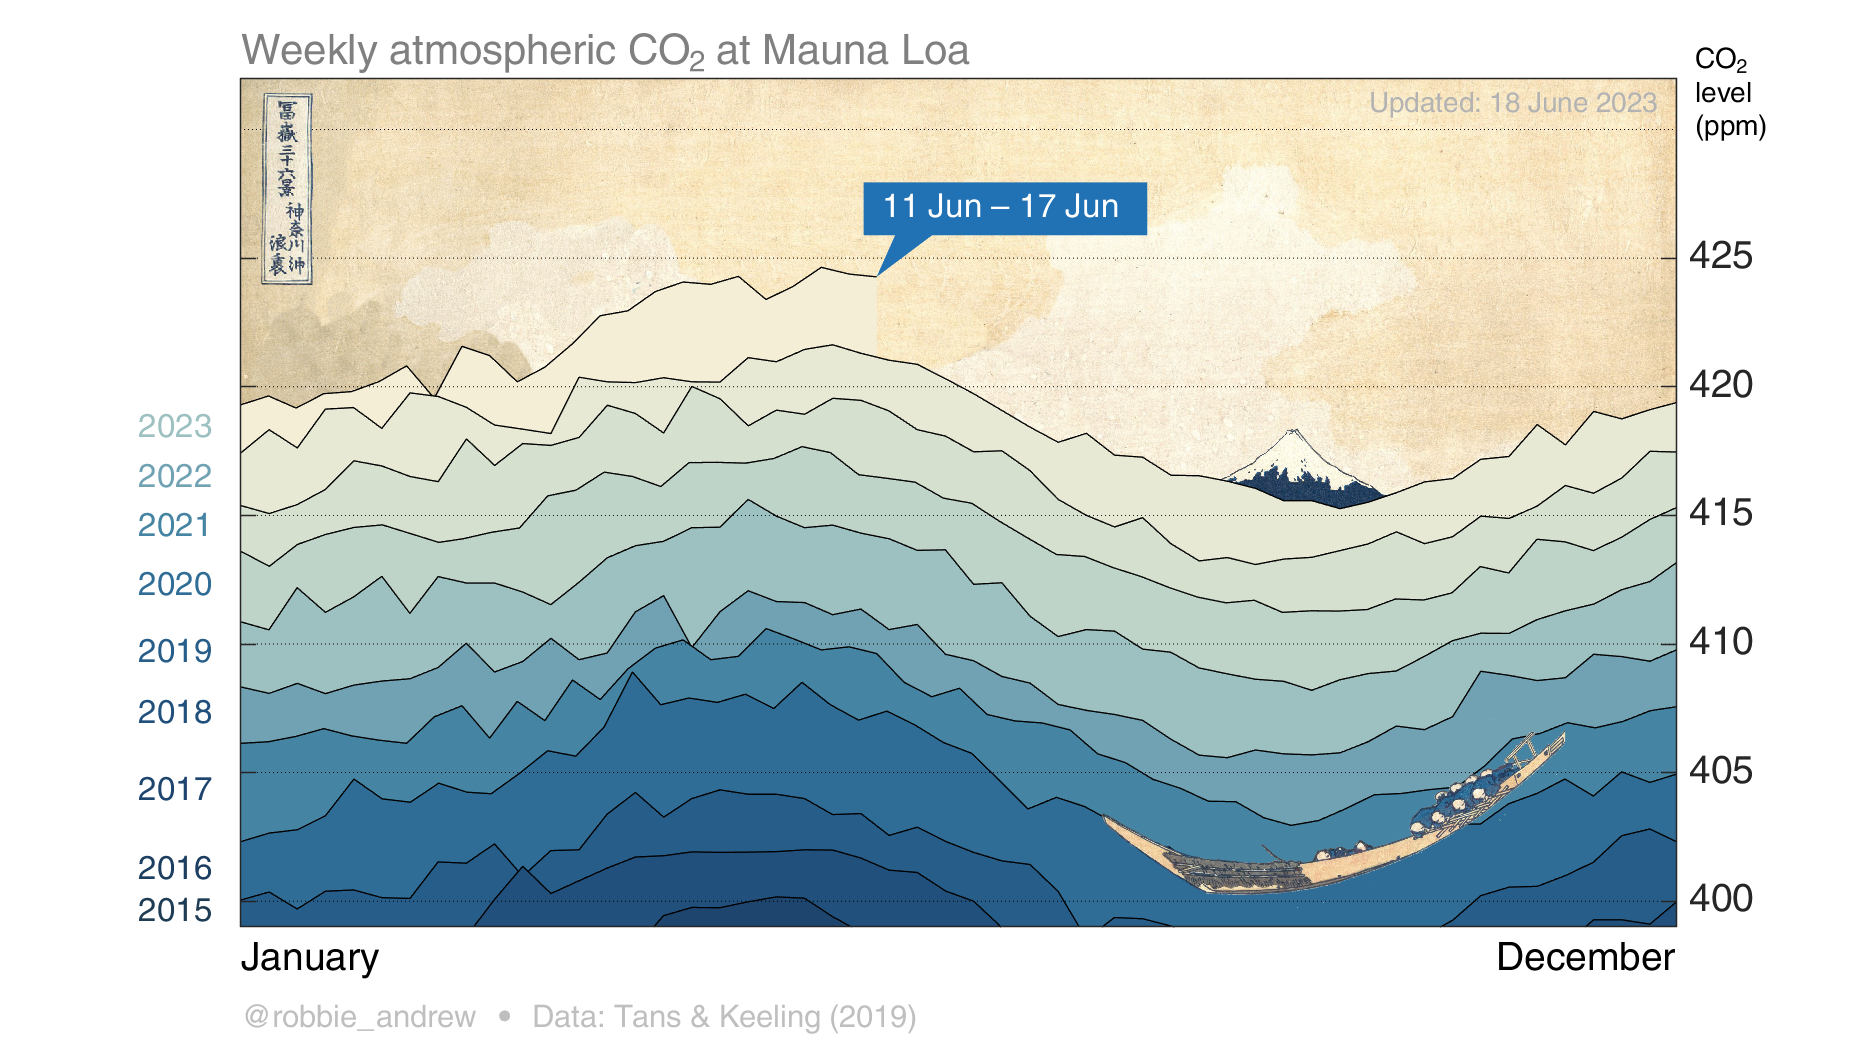 Weekly atmospheric CO₂ at Mauna Loa
CO₂
level
(ppm)
Updated: 18 June 2023
冨嶽三十六景
神奈川沖
浪裏
11 Jun – 17 Jun
425
420
415
410
405
400
2023
2022
2021
2020
2019
2018
2017
2016
2015
January
December
@robbie_andrew • Data: Tans & Keeling (2019)